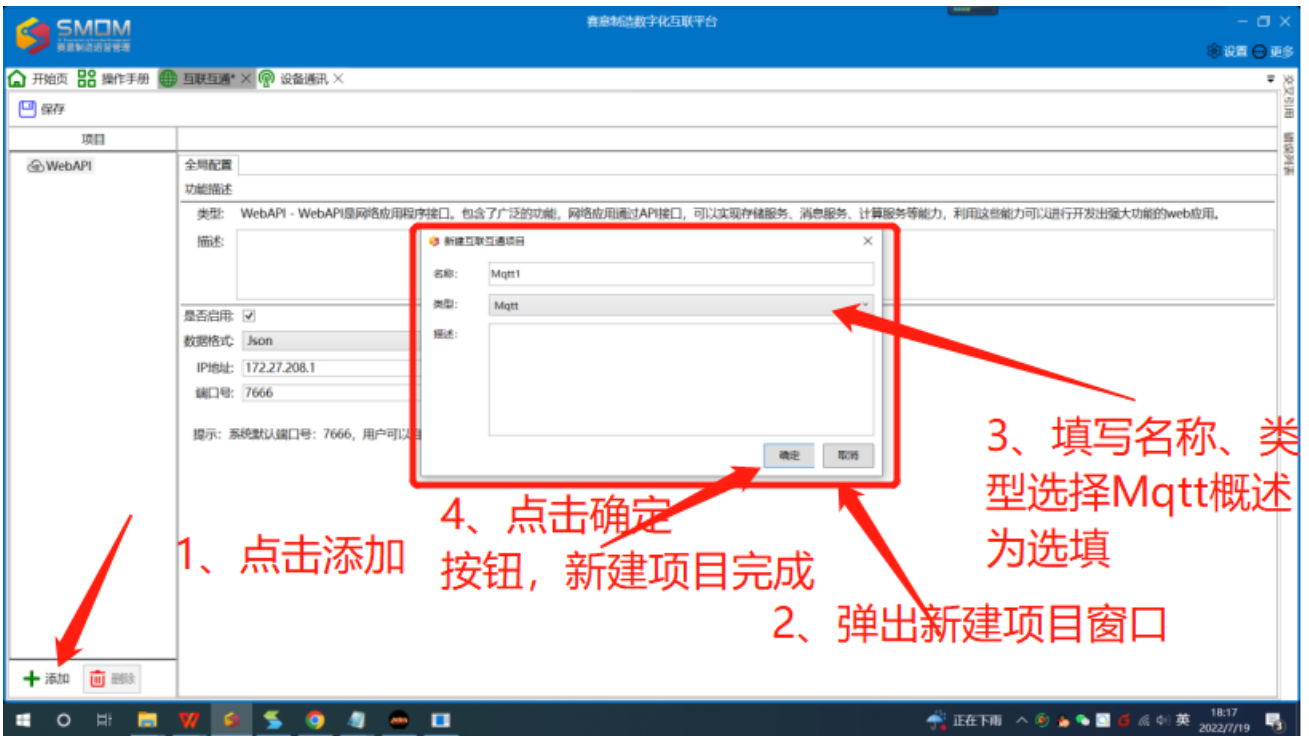 SMOM
赛意制造运营管理
赛意制造数字化互联平台
设置 更多
开始页 操作手册 互联互通* 设备通讯
保存
交叉引用
错误列表
项目
WebAPI
全局配置
功能描述
类型: WebAPI - WebAPI是网络应用程序接口。包含了广泛的功能，网络应用通过API接口，可以实现存储服务、消息服务、计算服务等能力，利用这些能力可以进行开发出强大功能的web应用。
描述:
新建互联互通项目
名称: Mqtt1
类型: Mqtt
描述:
确定 取消
是否启用:
数据格式: Json
IP地址: 172.27.208.1
端口号: 7666
提示：系统默认端口号：7666，用户可以
3、填写名称、类
型选择Mqtt概述
为选填
4、点击确定
按钮，新建项目完成
1、点击添加
2、弹出新建项目窗口
添加 删除
正在下雨
英
18:17
2022/7/19